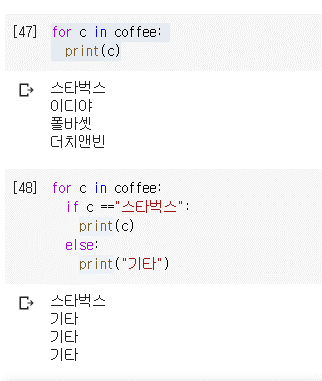 [47] for c in coffee:
print(c)
스타벅스
이디야
폴바셋
더치앤빈
[48] for c in coffee:
if c =="스타벅스":
print(c)
else:
print("기타")
스타벅스
기타
기타
기타